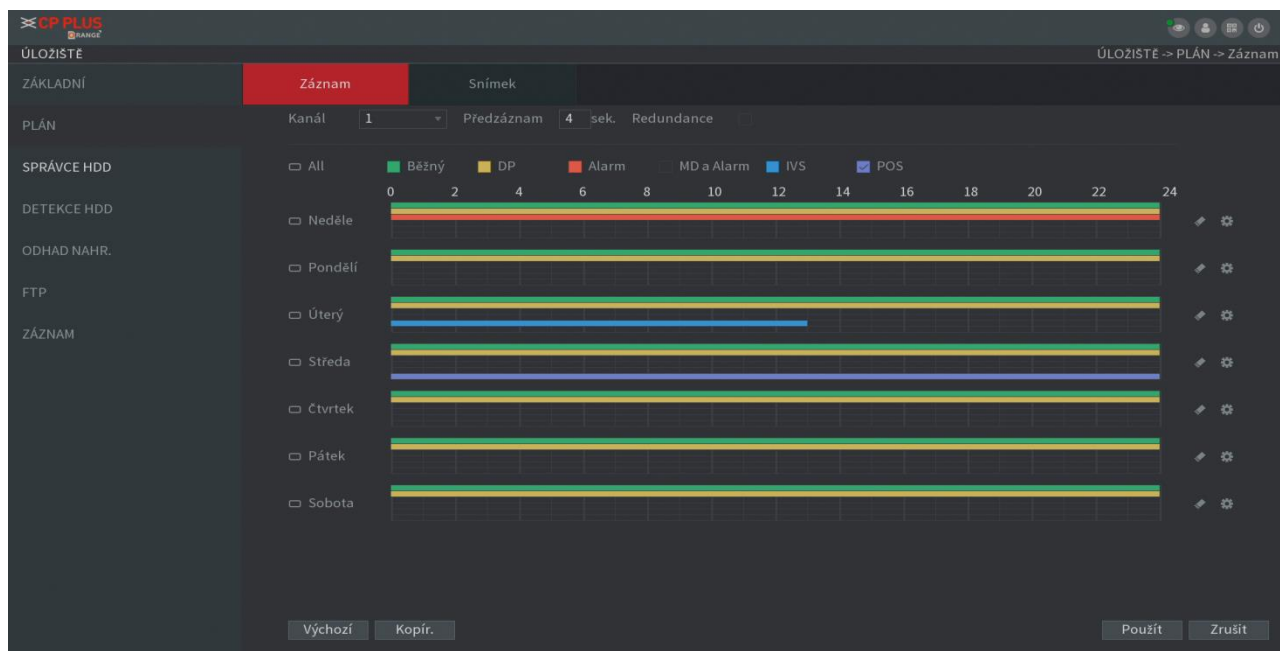 CP PLUS
ORANGE
ÚLOŽIŠTĚ
ÚLOŽIŠTĚ -> PLÁN -> Záznam
ZÁKLADNÍ
PLÁN
SPRÁVCE HDD
DETEKCE HDD
ODHAD NAHR.
FTP
ZÁZNAM
Záznam Snímek
Kanál 1 Předzáznam 4 sek. Redundance
All Běžný DP Alarm MD a Alarm IVS POS
0 2 4 6 8 10 12 14 16 18 20 22 24
Neděle
Pondělí
Úterý
Středa
Čtvrtek
Pátek
Sobota
Výchozí Kopír. Použít Zrušit